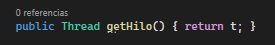 0 referencias
public Thread getHilo() { return t; }